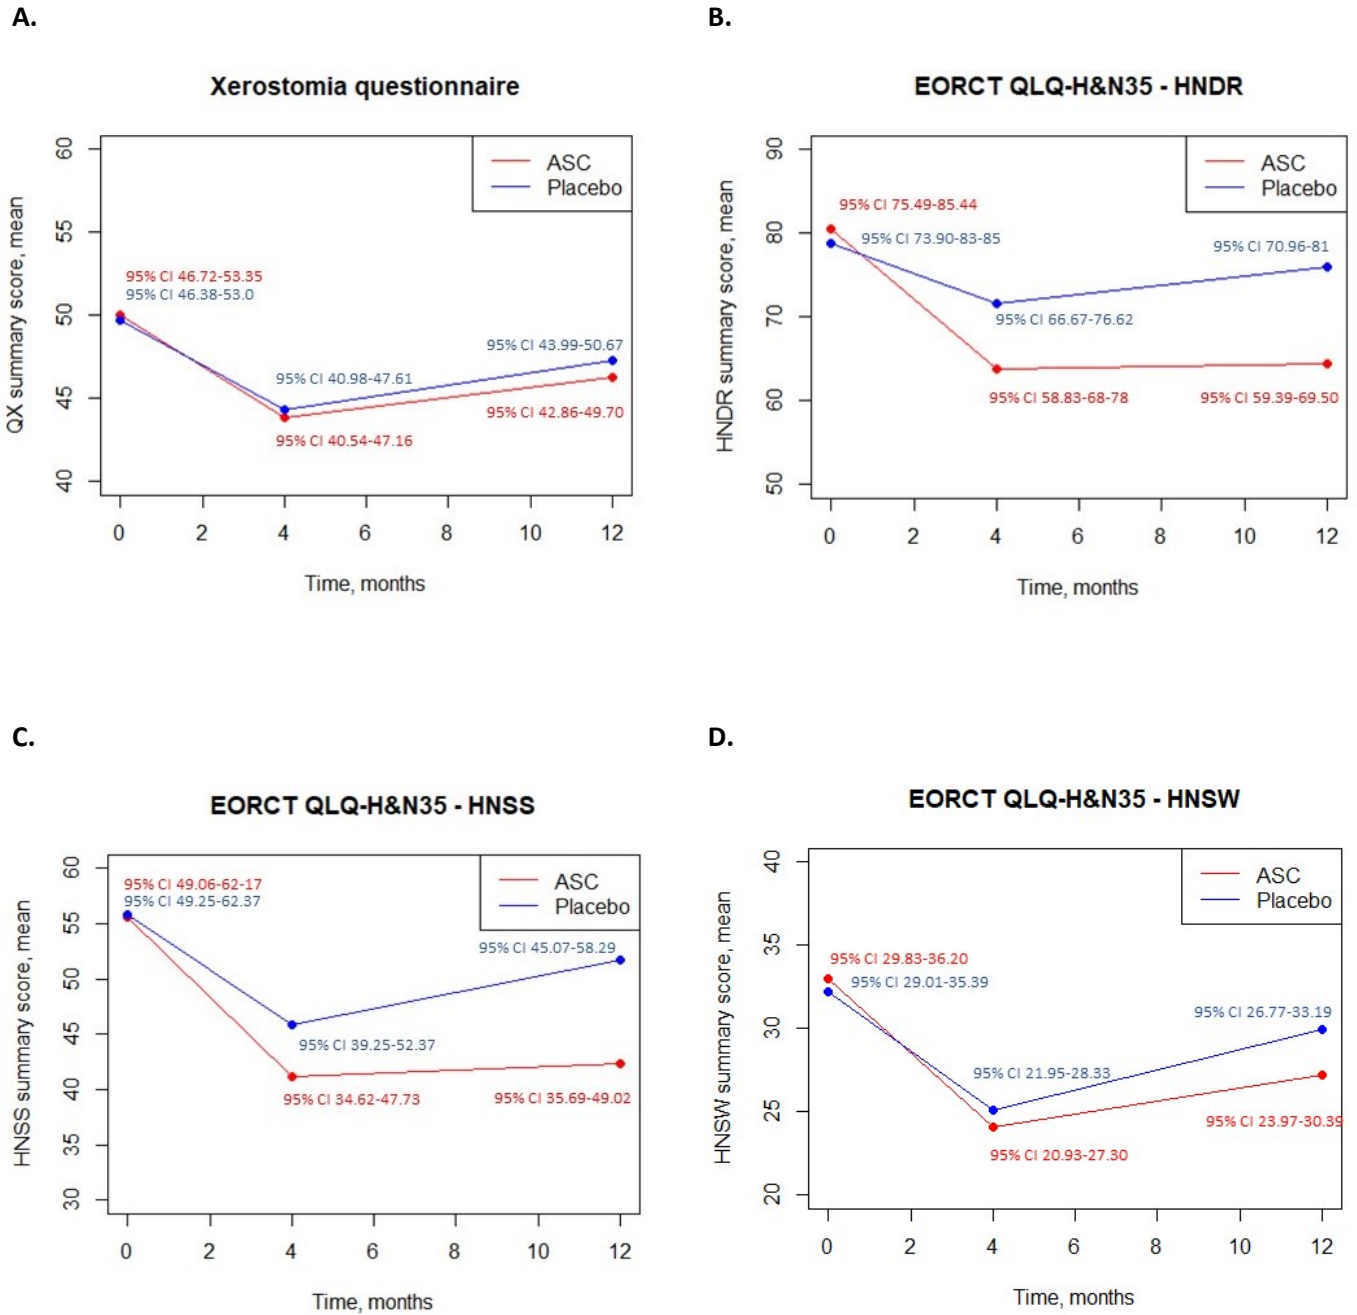 A.
Xerostomia questionnaire
QX summary score, mean
60
55
50
45
40
ASC
Placebo
95% CI 46.72-53.35
95% CI 46.38-53.0
95% CI 40.98-47.61
95% CI 40.54-47.16
95% CI 43.99-50.67
95% CI 42.86-49.70
0 2 4 6 8 10 12
Time, months
B.
EORCT QLQ-H&N35 - HNDR
HNDR summary score, mean
90
80
70
60
50
ASC
Placebo
95% CI 75.49-85.44
95% CI 73.90-83-85
95% CI 70.96-81
95% CI 66.67-76.62
95% CI 58.83-68-78
95% CI 59.39-69.50
0 2 4 6 8 10 12
Time, months
C.
EORCT QLQ-H&N35 - HNSS
HNSS summary score, mean
60
55
50
45
40
35
30
ASC
Placebo
95% CI 49.06-62-17
95% CI 49.25-62.37
95% CI 45.07-58.29
95% CI 39.25-52.37
95% CI 34.62-47.73
95% CI 35.69-49.02
0 2 4 6 8 10 12
Time, months
D.
EORCT QLQ-H&N35 - HNSW
HNSW summary score, mean
40
35
30
25
20
ASC
Placebo
95% CI 29.83-36.20
95% CI 29.01-35.39
95% CI 26.77-33.19
95% CI 21.95-28.33
95% CI 23.97-30.39
95% CI 20.93-27.30
0 2 4 6 8 10 12
Time, months